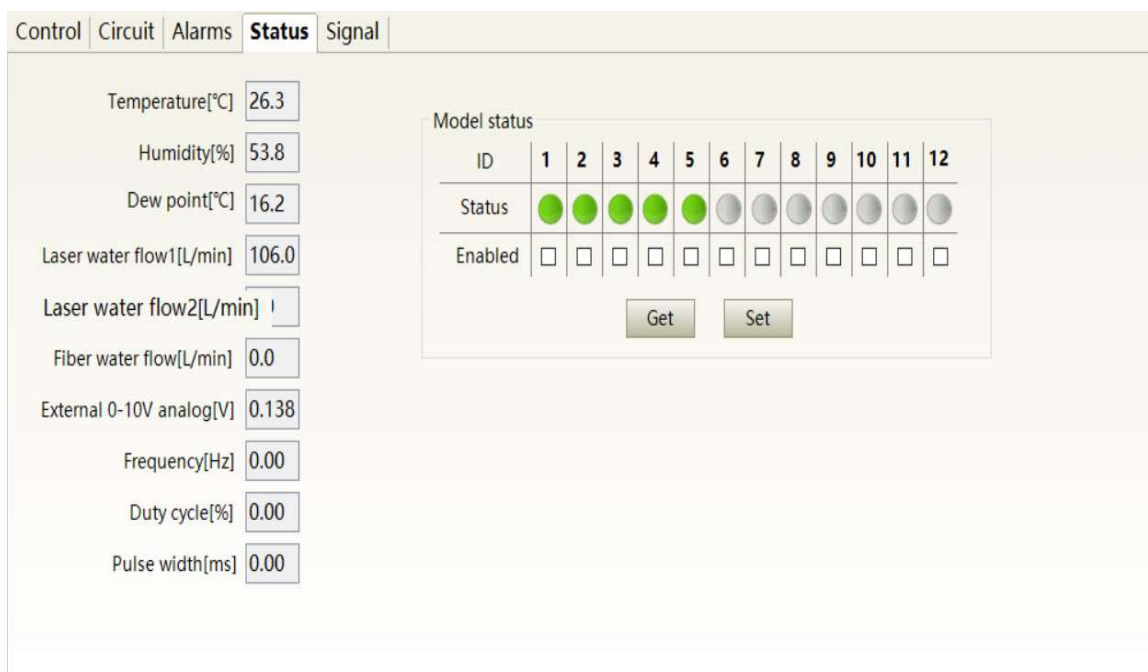 Control Circuit Alarms Status Signal
Temperature[℃] 26.3
Humidity[%] 53.8
Dew point[℃] 16.2
Laser water flow1[L/min] 106.0
Laser water flow2[L/min]
Fiber water flow[L/min] 0.0
External 0-10V analog[V] 0.138
Frequency[Hz] 0.00
Duty cycle[%] 0.00
Pulse width[ms] 0.00
Model status
ID 1 2 3 4 5 6 7 8 9 10 11 12
Status
Enabled
Get Set